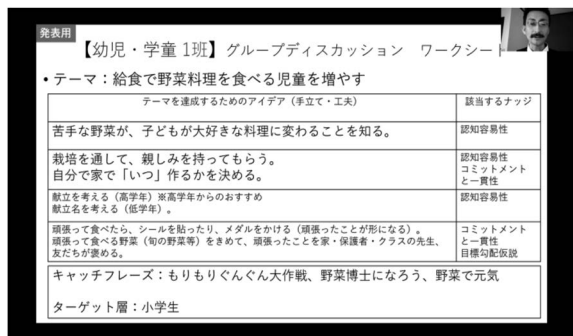 発表用
【幼児・学童1班】グループディスカッション ワークシート
・テーマ：給食で野菜料理を食べる児童を増やす
テーマを達成するためのアイデア（手立て・工夫）
該当するナッジ
苦手な野菜が、子どもが大好きな料理に変わることを知る。
認知容易性
栽培を通して、親しみを持ってもらう。
自分で家で「いつ」作るかを決める。
認知容易性
コミットメント
と一貫性
献立を考える（高学年）※高学年からのおすすめ
献立名を考える（低学年）。
認知容易性
頑張って食べたら、シールを貼ったり、メダルをかける（頑張ったことが形になる）。
頑張って食べる野菜（旬の野菜等）をきめて、頑張ったことを家・保護者・クラスの先生、
友だちが褒める。
コミットメント
と一貫性
目標勾配仮説
キャッチフレーズ：もりもりぐんぐん大作戦、野菜博士になろう、野菜で元気
ターゲット層：小学生